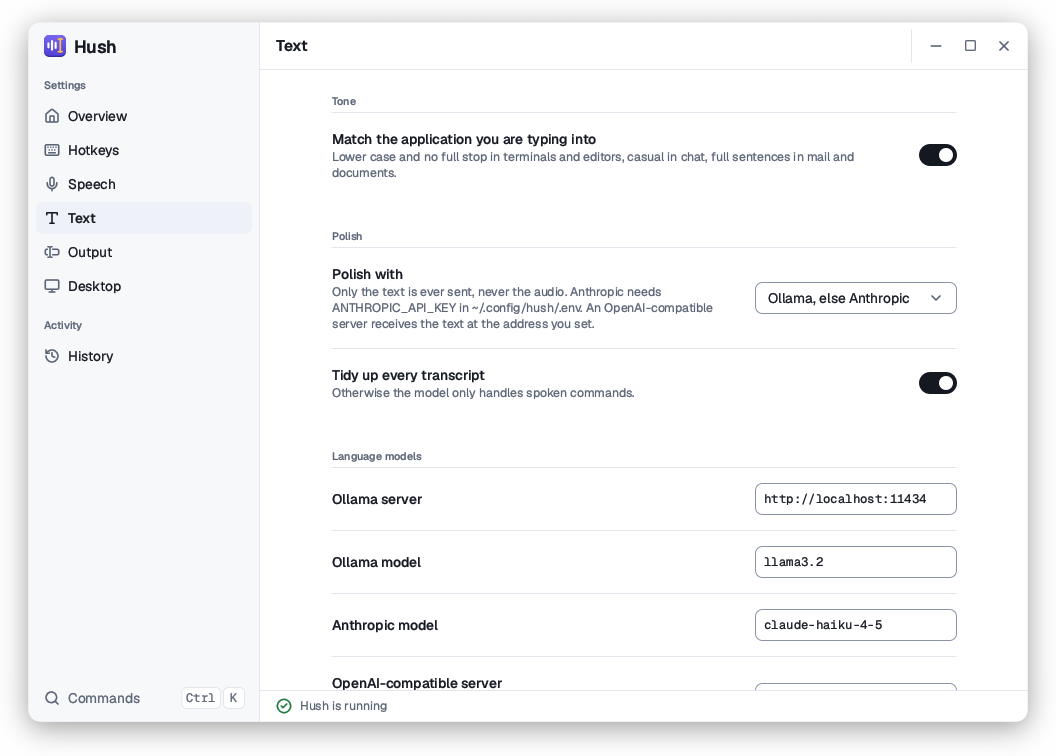 Hush
Text
Settings
Overview
Hotkeys
Speech
Text
Output
Desktop
Activity
History
Commands
Ctrl K
Tone
Match the application you are typing into
Lower case and no full stop in terminals and editors, casual in chat, full sentences in mail and
documents.
Polish
Polish with
Only the text is ever sent, never the audio. Anthropic needs
ANTHROPIC_API_KEY in ~/.config/hush/.env. An OpenAI-compatible
server receives the text at the address you set.
Ollama, else Anthropic
Tidy up every transcript
Otherwise the model only handles spoken commands.
Language models
Ollama server
http://localhost:11434
Ollama model
llama3.2
Anthropic model
claude-haiku-4-5
OpenAI-compatible server
Hush is running